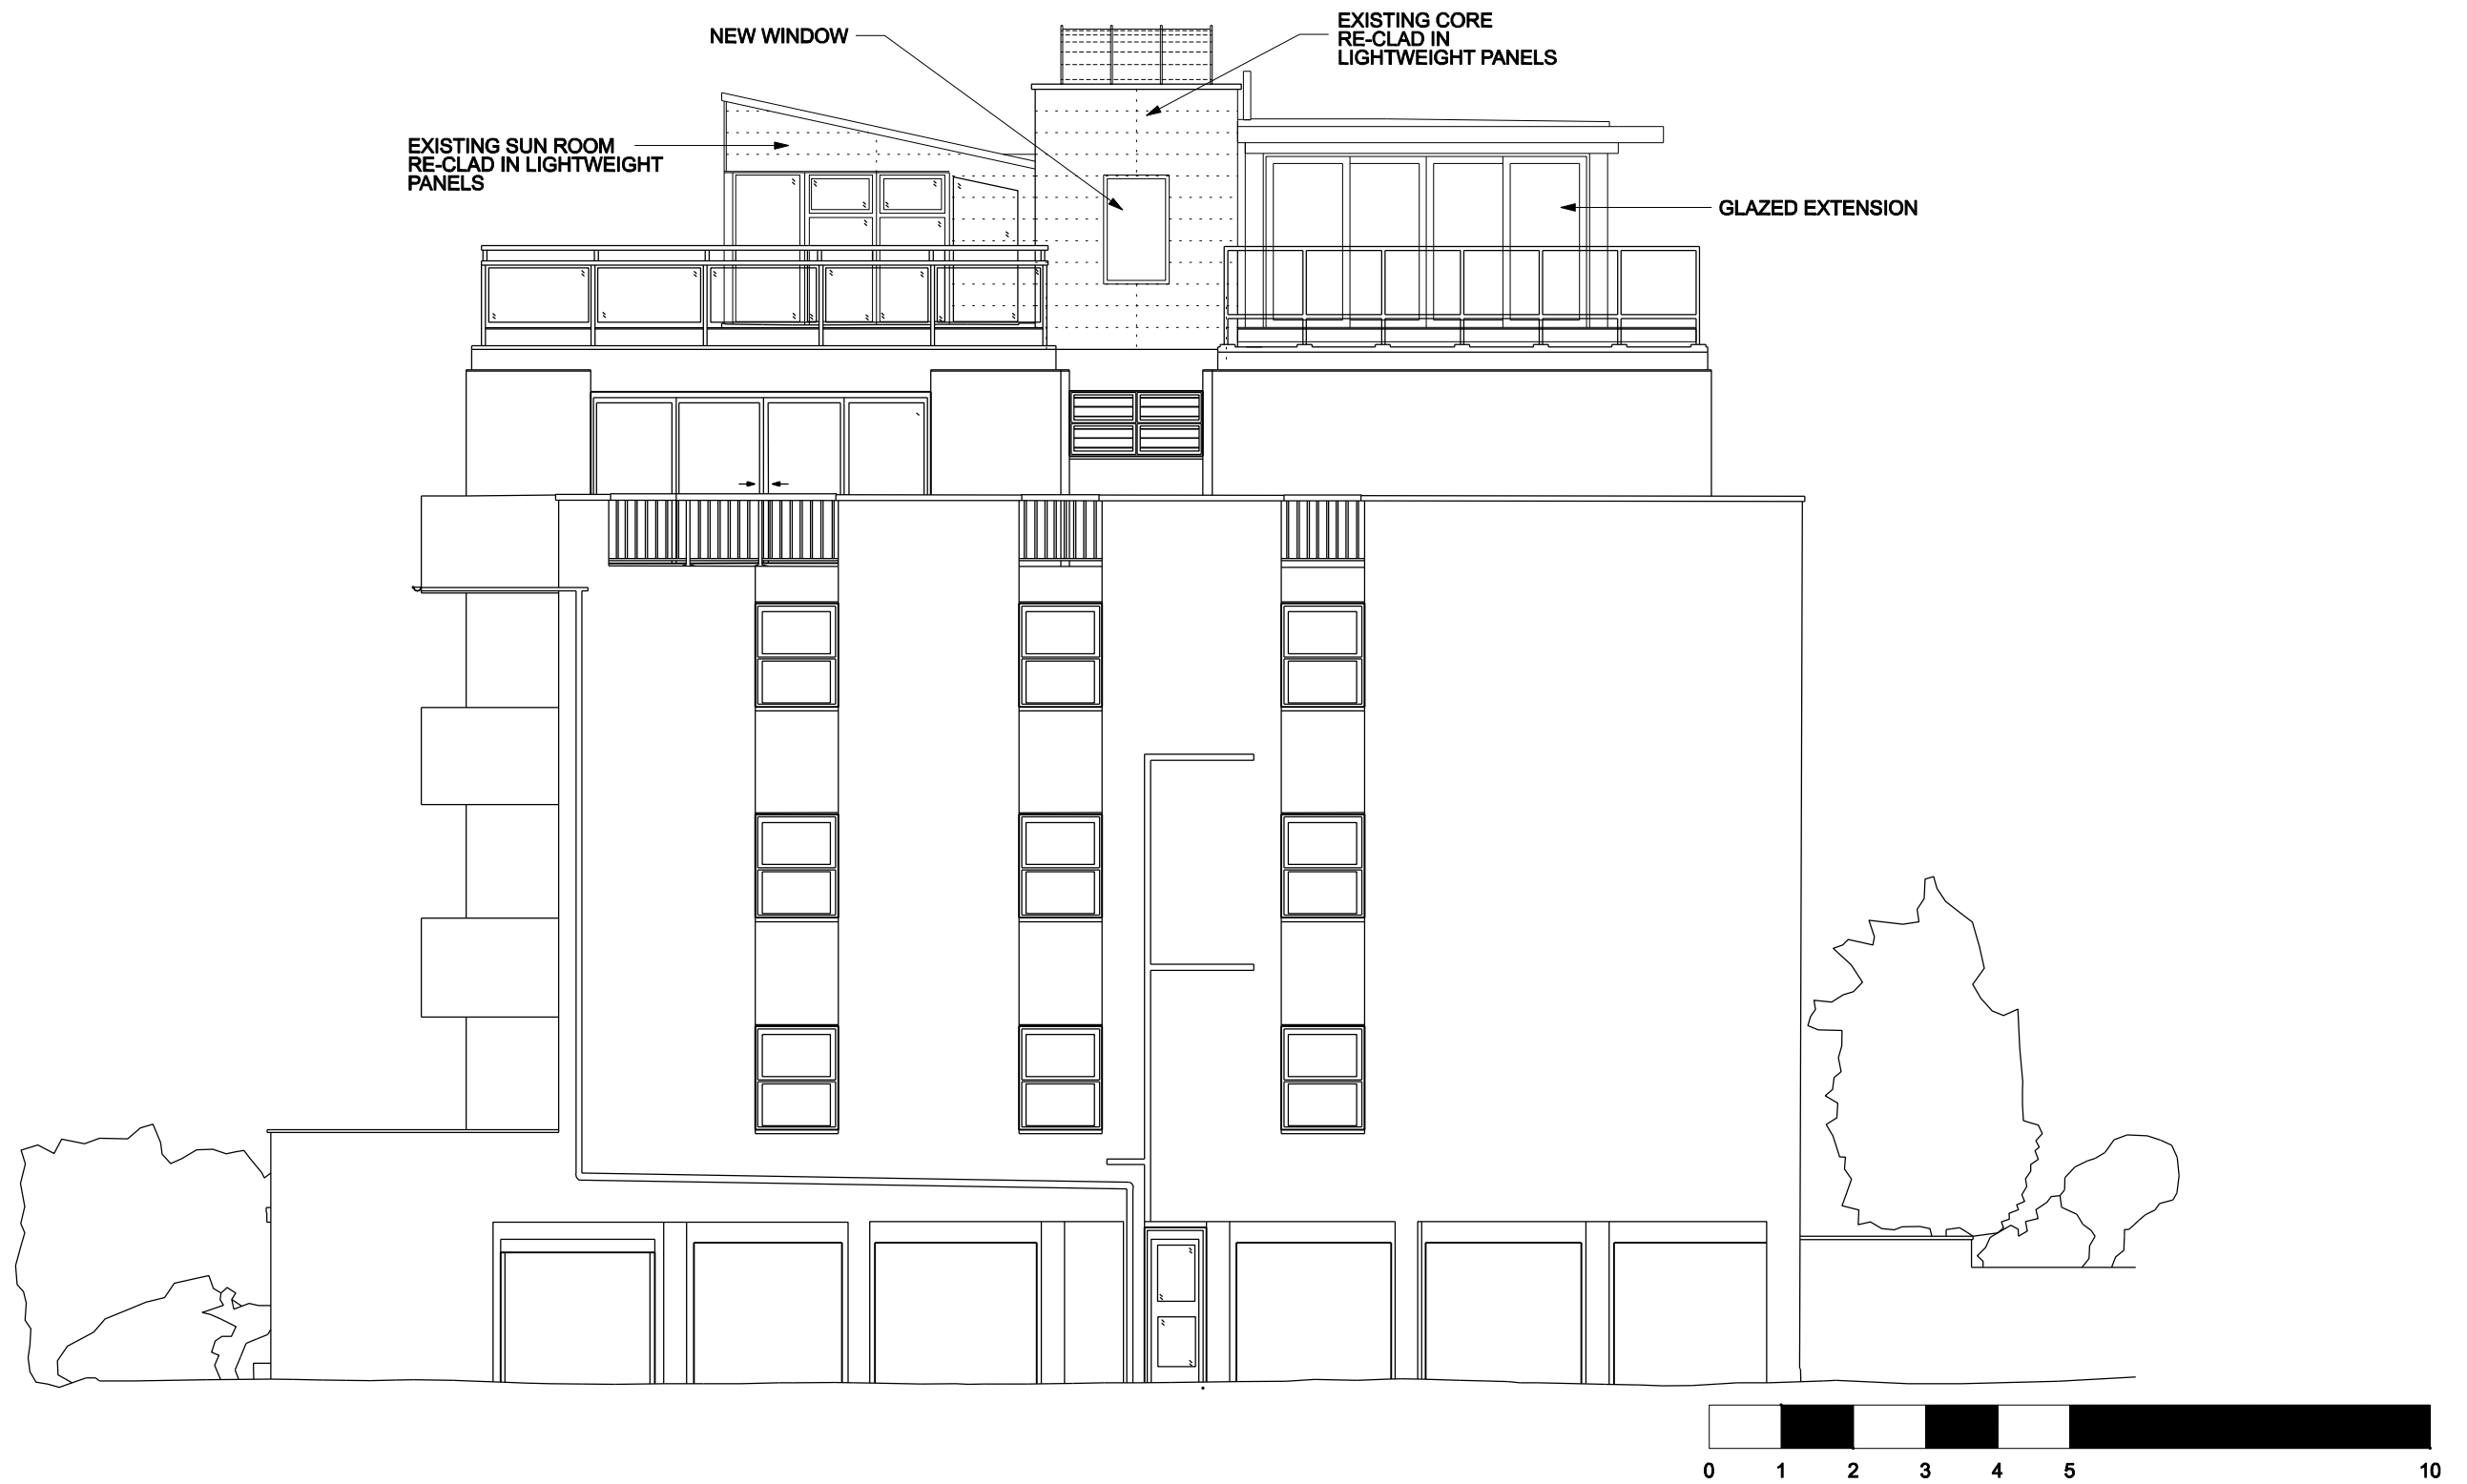 NEW WINDOW
EXISTING CORE
RE-CLAD IN
LIGHTWEIGHT PANELS
EXISTING SUN ROOM
RE-CLAD IN LIGHTWEIGHT
PANELS
GLAZED EXTENSION
0 1 2 3 4 5 10